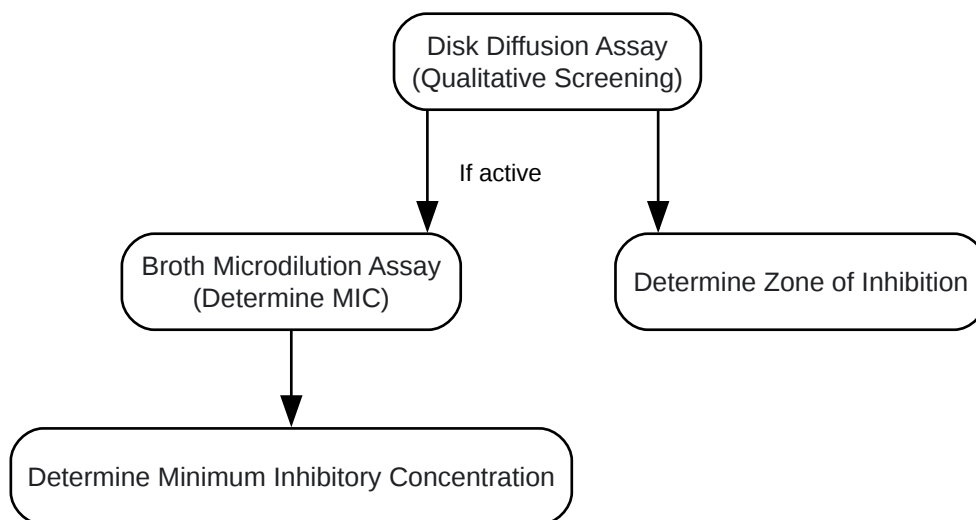 Disk Diffusion Assay
(Qualitative Screening)
If active
Broth Microdilution Assay
(Determine MIC)
Determine Zone of Inhibition
Determine Minimum Inhibitory Concentration